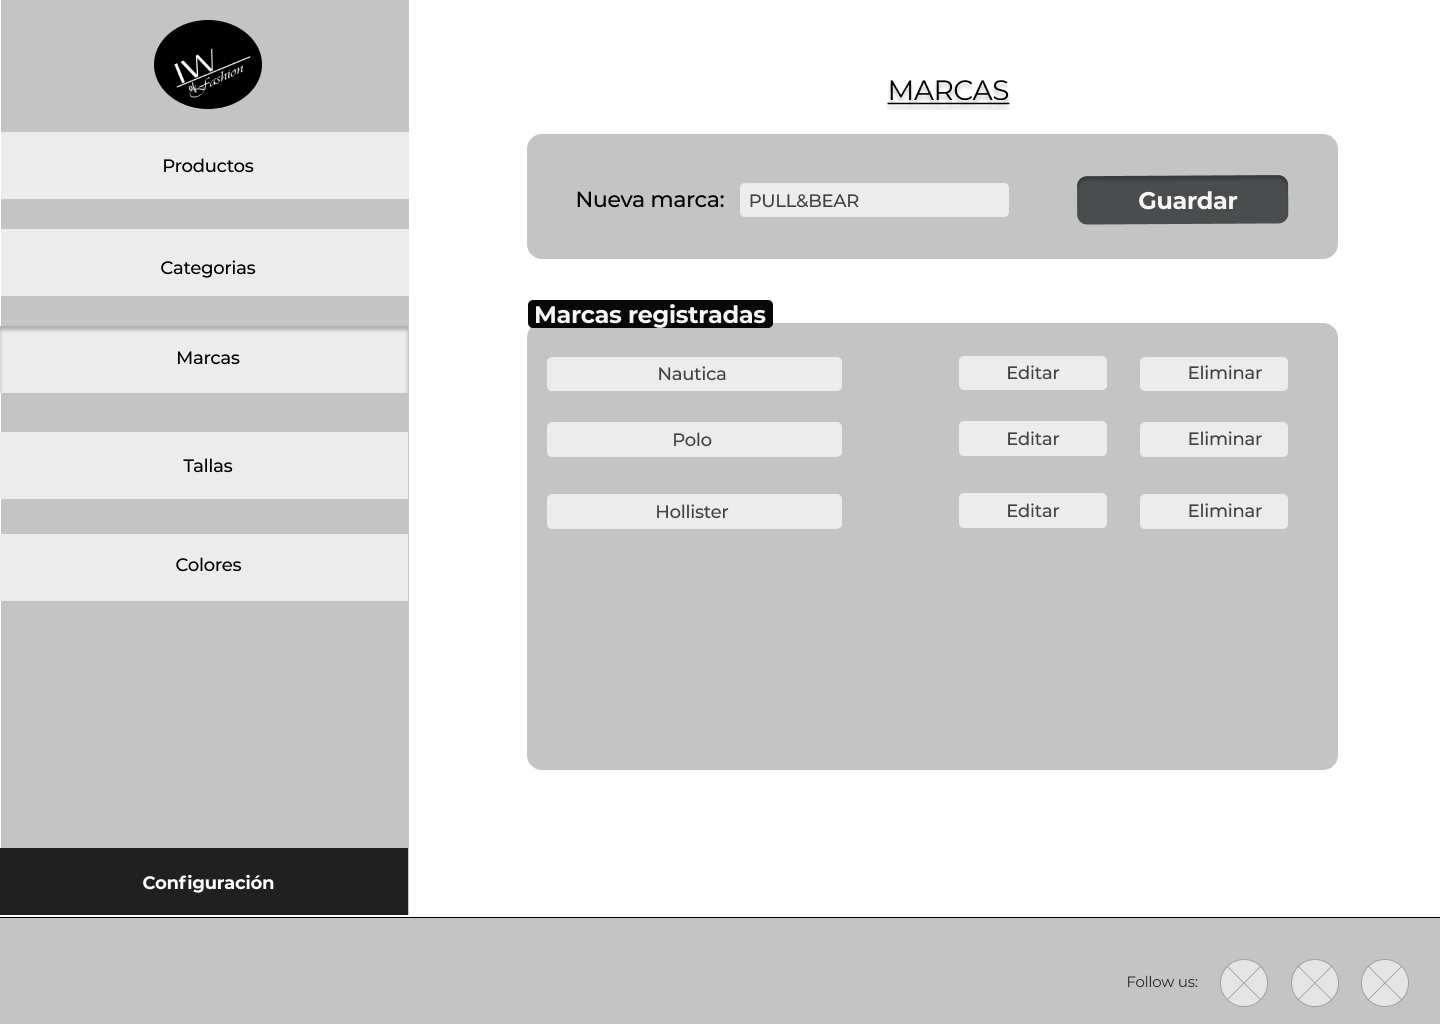 IW
of Fashion
Productos
Categorias
Marcas
Tallas
Colores
Configuración
MARCAS
Nueva marca: PULL&BEAR Guardar
Marcas registradas
Nautica Editar Eliminar
Polo Editar Eliminar
Hollister Editar Eliminar
Follow us: